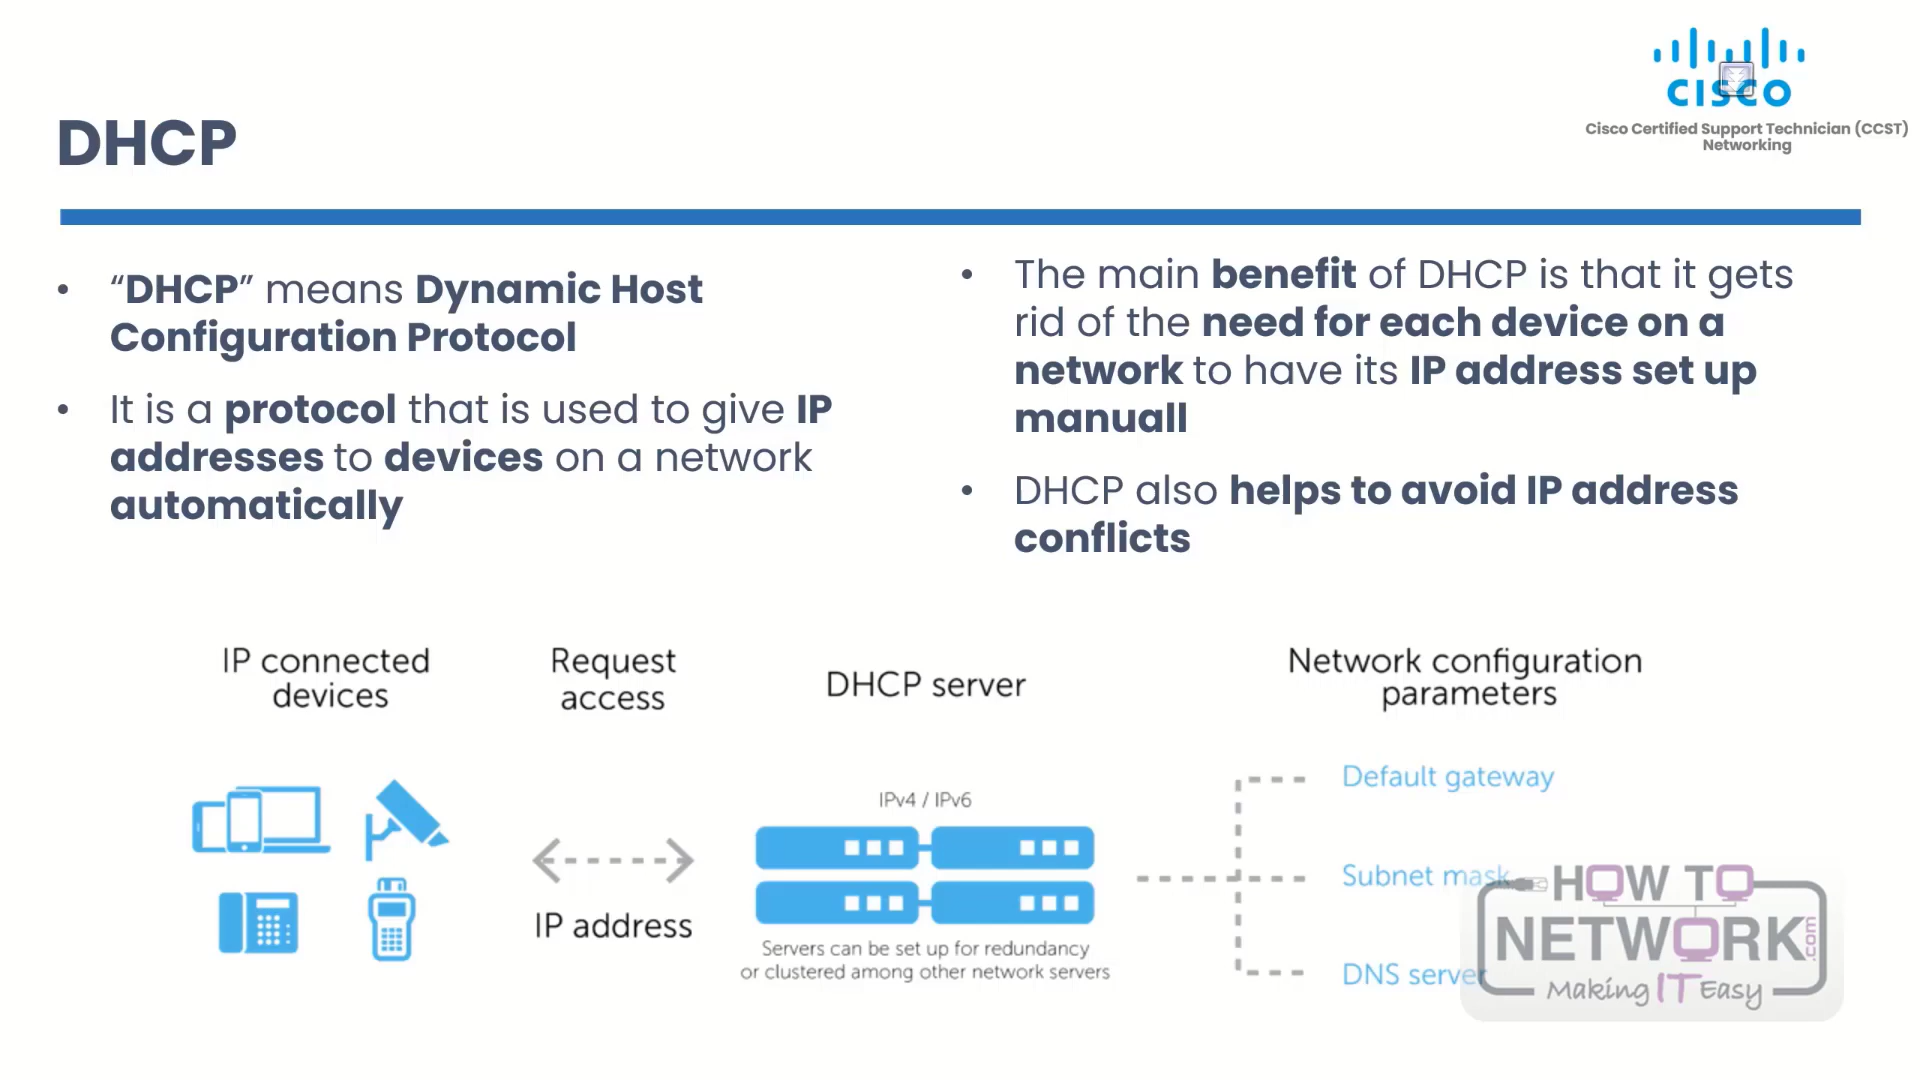 CISCO
Cisco Certified Support Technician (CCST)
Networking
DHCP
• “DHCP” means Dynamic Host
Configuration Protocol
• It is a protocol that is used to give IP
addresses to devices on a network
automatically
• The main benefit of DHCP is that it gets
rid of the need for each device on a
network to have its IP address set up
manuall
• DHCP also helps to avoid IP address
conflicts
IP connected
devices
Request
access
IP address
DHCP server
IPv4 / IPv6
Servers can be set up for redundancy
or clustered among other network servers
Network configuration
parameters
Default gateway
Subnet mask
DNS server
HOW TO
NETWORK.com
Making IT Easy